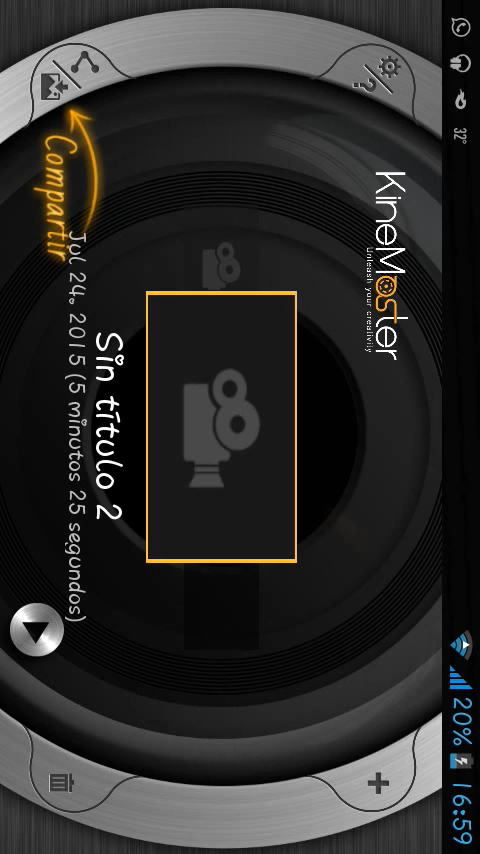 32°
20%
16:59
KineMaster
Unleash your creativity
Sin título 2
Jul 24, 2015 (5 minutos 25 segundos)
Compartir